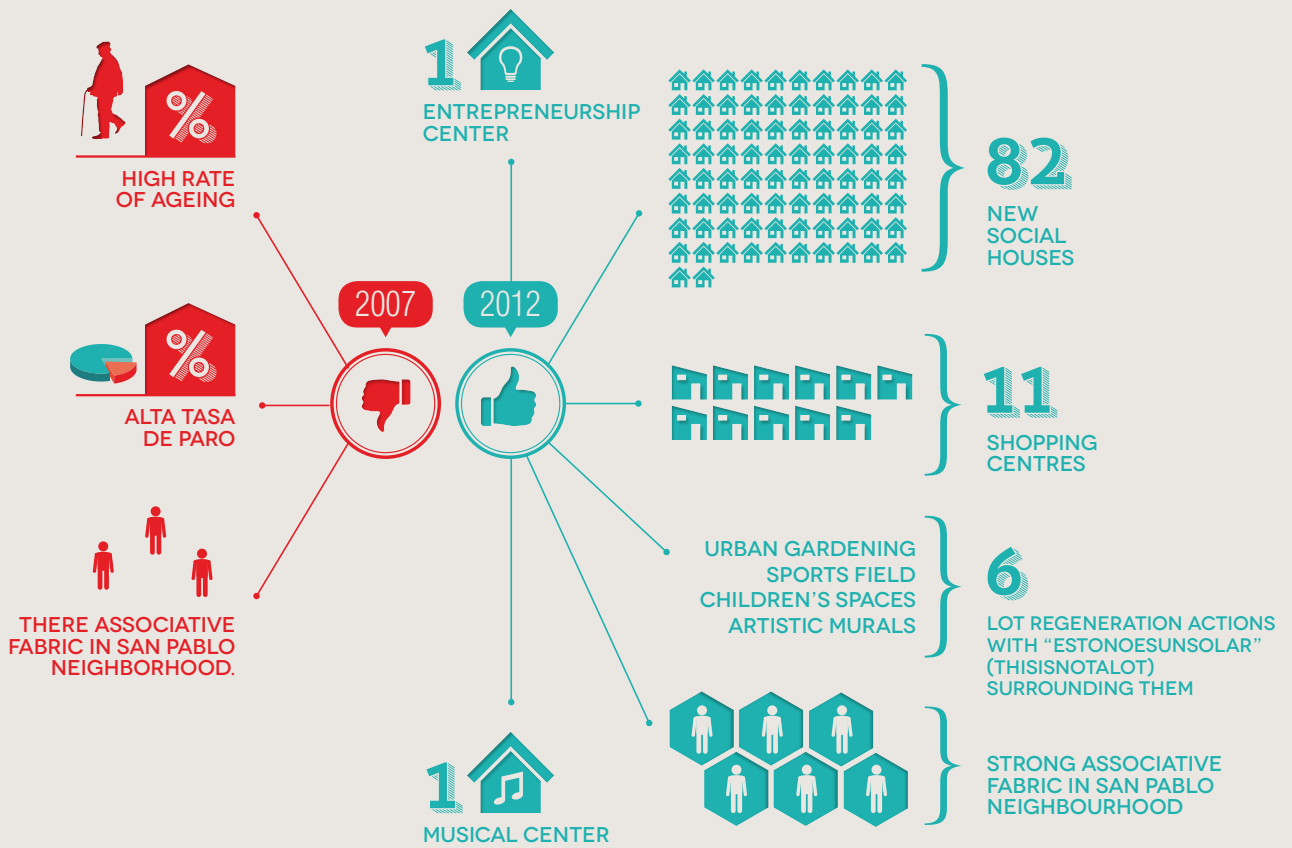 %
HIGH RATE
OF AGEING
%
ALTA TASA
DE PARO
THERE ASSOCIATIVE
FABRIC IN SAN PABLO
NEIGHBORHOOD.
2007
2012
1
ENTREPRENEURSHIP
CENTER
82
NEW
SOCIAL
HOUSES
11
SHOPPING
CENTRES
URBAN GARDENING
SPORTS FIELD
CHILDREN'S SPACES
ARTISTIC MURALS
6
LOT REGENERATION ACTIONS
WITH “ESTONOESUNSOLAR”
(THISISNOTALOT)
SURROUNDING THEM
STRONG ASSOCIATIVE
FABRIC IN SAN PABLO
NEIGHBOURHOOD
1
MUSICAL CENTER